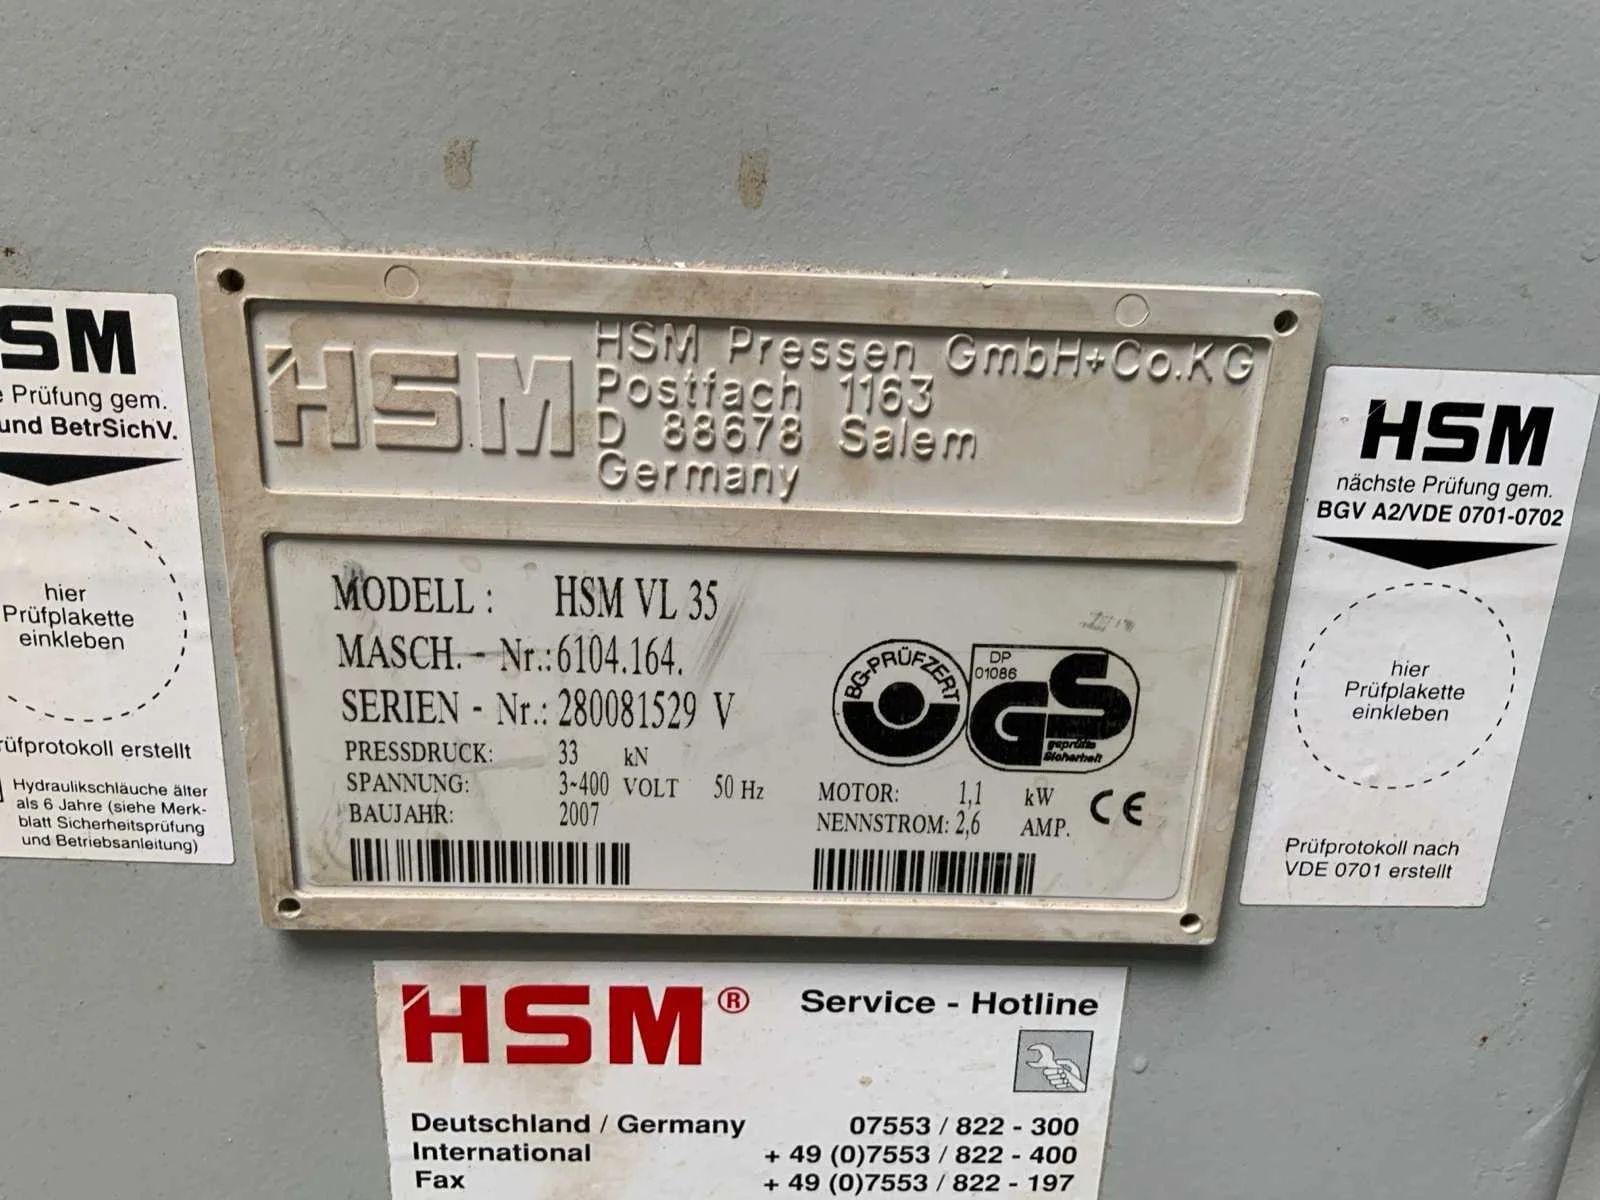 HSM
HSM Pressen GmbH+Co.KG
Postfach 1163
D 88678 Salem
Germany
MODELL: HSM VL 35
MASCH.-Nr.:6104.164.
SERIEN-Nr.: 280081529 V
PRESSDRUCK: 33 kN
SPANNUNG: 3~400 VOLT 50 Hz
BAUJAHR: 2007
MOTOR: 1,1 kW
NENNSTROM: 2,6 AMP.
BG-PRÜFZERT
DP
01086
GS
geprüfte
Sicherheit
CE
SM
Prüfung gem.
und BetrSichV.
hier
Prüfplakette
einkleben
rüfprotokoll erstellt
Hydraulikschläuche älter
als 6 Jahre (siehe Merk-
blatt Sicherheitsprüfung
und Betriebsanleitung)
HSM
nächste Prüfung gem.
BGV A2/VDE 0701-0702
hier
Prüfplakette
einkleben
Prüfprotokoll nach
VDE 0701 erstellt
HSM®
Service - Hotline
Deutschland / Germany 07553 / 822 - 300
International + 49 (0)7553 / 822 - 400
Fax + 49 (0)7553 / 822 - 197